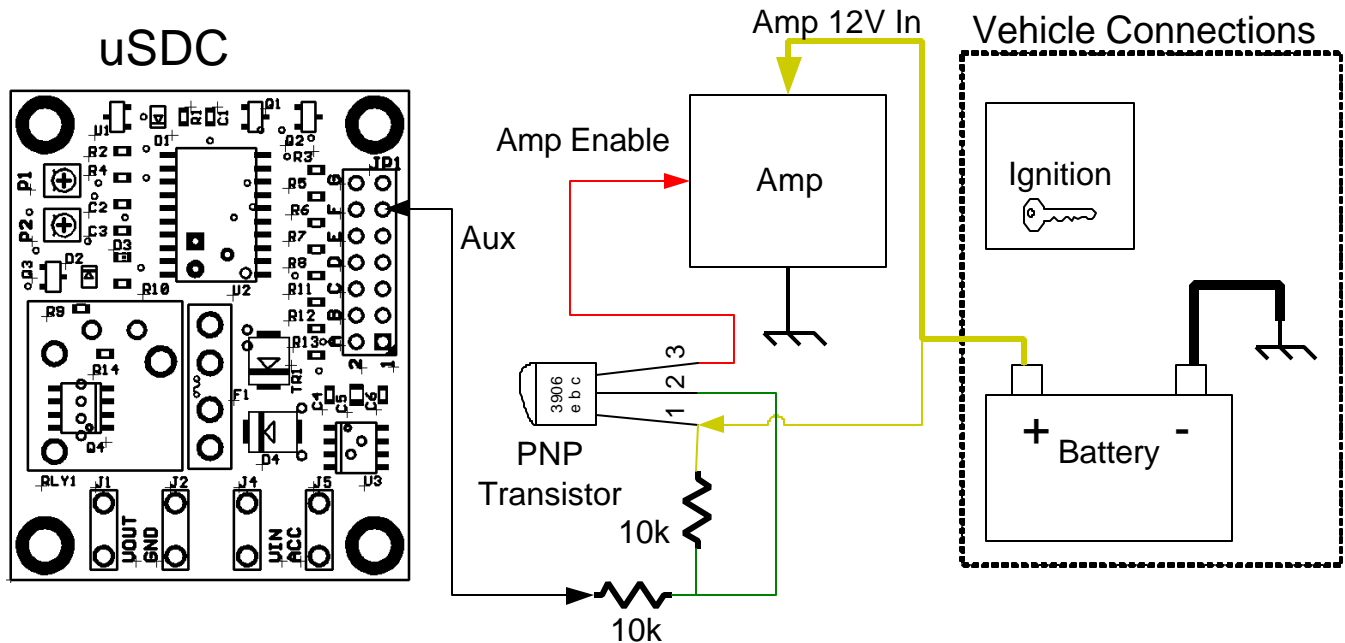 uSDC
Amp 12V In
Vehicle Connections
Amp Enable
Amp
Ignition
Aux
PNP
Transistor
3906
e b c
3
2
1
10k
10k
+
-
Battery
Q1
U1
D1
R1
C1
Q2
R2
R3
JP1
R4
R5
P1
R6
C2
P2
C3
R7
D3
D2
R8
Q3
R10
U2
R11
R9
R12
R13
R14
TR1
F1
C4
C5
C6
Q4
D4
U3
RLY1
J1
J2
J4
J5
VOUT
GND
VIN
ACC
G
F
E
D
C
B
A
2
1